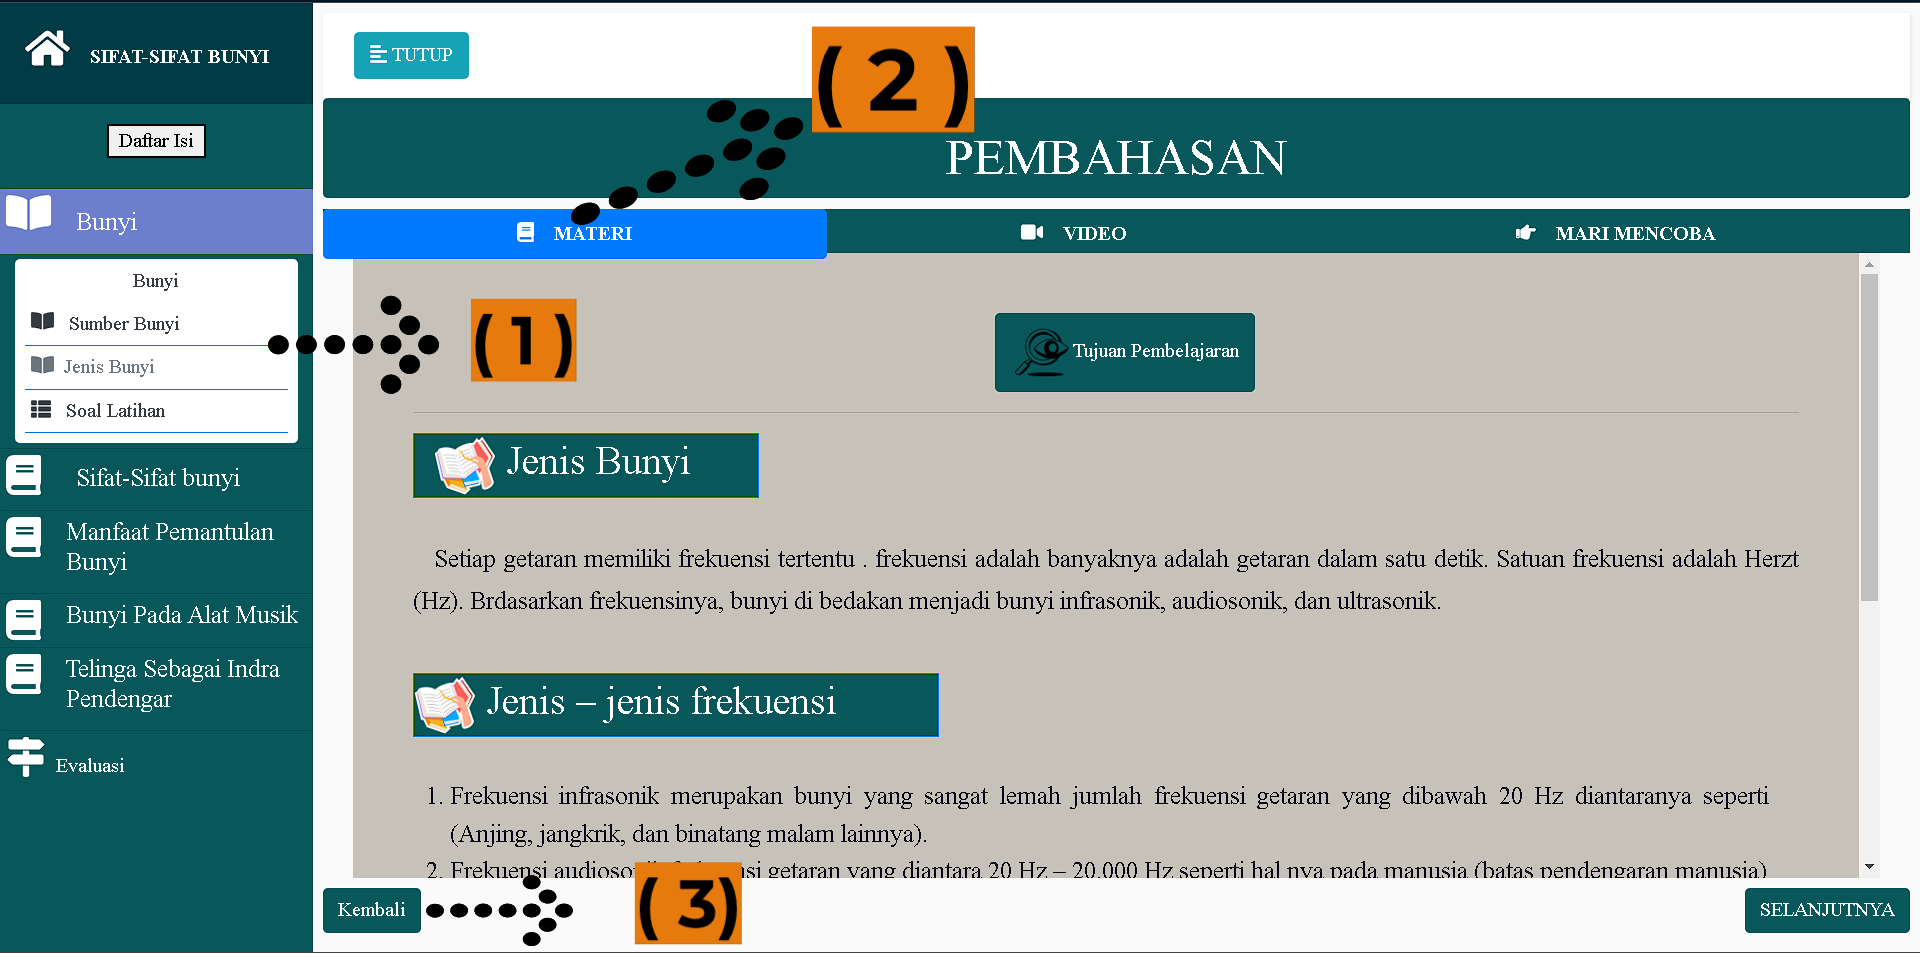 SIFAT-SIFAT BUNYI
Daftar Isi
Bunyi
Bunyi
Sumber Bunyi
Jenis Bunyi
Soal Latihan
Sifat-Sifat bunyi
Manfaat Pemantulan
Bunyi
Bunyi Pada Alat Musik
Telinga Sebagai Indra
Pendengar
Evaluasi
TUTUP
( 2 )
PEMBAHASAN
MATERI
VIDEO
MARI MENCOBA
( 1 )
Tujuan Pembelajaran
Jenis Bunyi
Setiap getaran memiliki frekuensi tertentu . frekuensi adalah banyaknya adalah getaran dalam satu detik. Satuan frekuensi adalah Herzt
(Hz). Brdasarkan frekuensinya, bunyi di bedakan menjadi bunyi infrasonik, audiosonik, dan ultrasonik.
Jenis – jenis frekuensi
1. Frekuensi infrasonik merupakan bunyi yang sangat lemah jumlah frekuensi getaran yang dibawah 20 Hz diantaranya seperti
(Anjing, jangkrik, dan binatang malam lainnya).
2. Frekuensi getaran yang diantara 20 Hz – 20.000 Hz seperti hal nya pada manusia (batas pendengaran manusia)
Kembali
( 3)
SELANJUTNYA